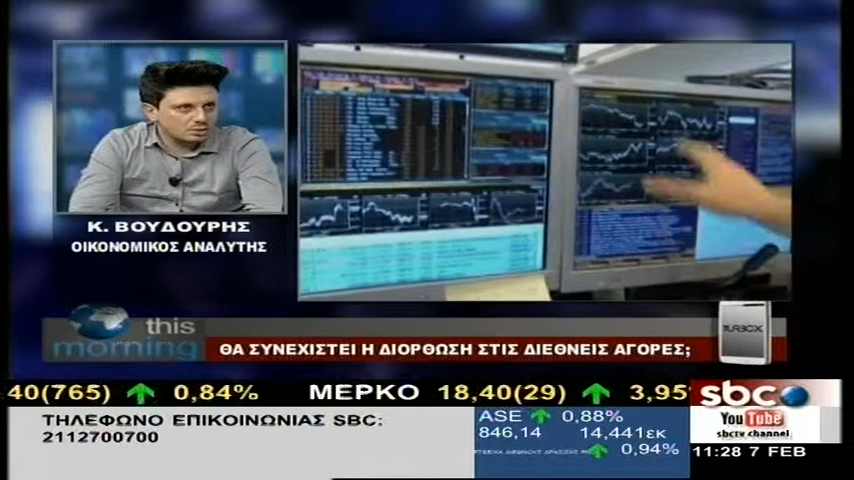 Κ. ΒΟΥΔΟΥΡΗΣ
ΟΙΚΟΝΟΜΙΚΟΣ ΑΝΑΛΥΤΗΣ
this
morning
ΘΑ ΣΥΝΕΧΙΣΤΕΙ Η ΔΙΟΡΘΩΣΗ ΣΤΙΣ ΔΙΕΘΝΕΙΣ ΑΓΟΡΕΣ;
TURBOX
.40(765) 0,84% ΜΕΡΚΟ 18,40(29) 3,95%
sbc
ΤΗΛΕΦΩΝΟ ΕΠΙΚΟΙΝΩΝΙΑΣ SBC:
2112700700
ASE 0,88%
846,14 14,441εκ
0,94%
YouTube
sbctv channel
11:28 7 FEB